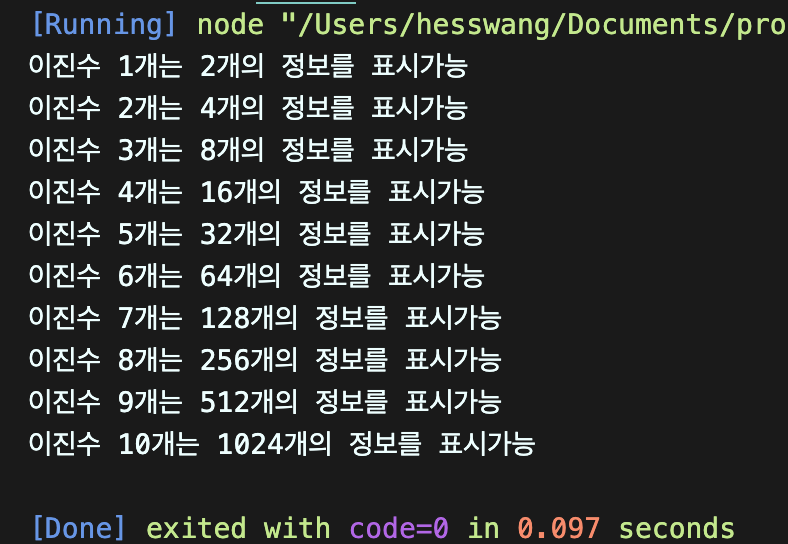 [Running] node "/Users/hesswang/Documents/pro
이진수 1개는 2개의 정보를 표시가능
이진수 2개는 4개의 정보를 표시가능
이진수 3개는 8개의 정보를 표시가능
이진수 4개는 16개의 정보를 표시가능
이진수 5개는 32개의 정보를 표시가능
이진수 6개는 64개의 정보를 표시가능
이진수 7개는 128개의 정보를 표시가능
이진수 8개는 256개의 정보를 표시가능
이진수 9개는 512개의 정보를 표시가능
이진수 10개는 1024개의 정보를 표시가능
[Done] exited with code=0 in 0.097 seconds